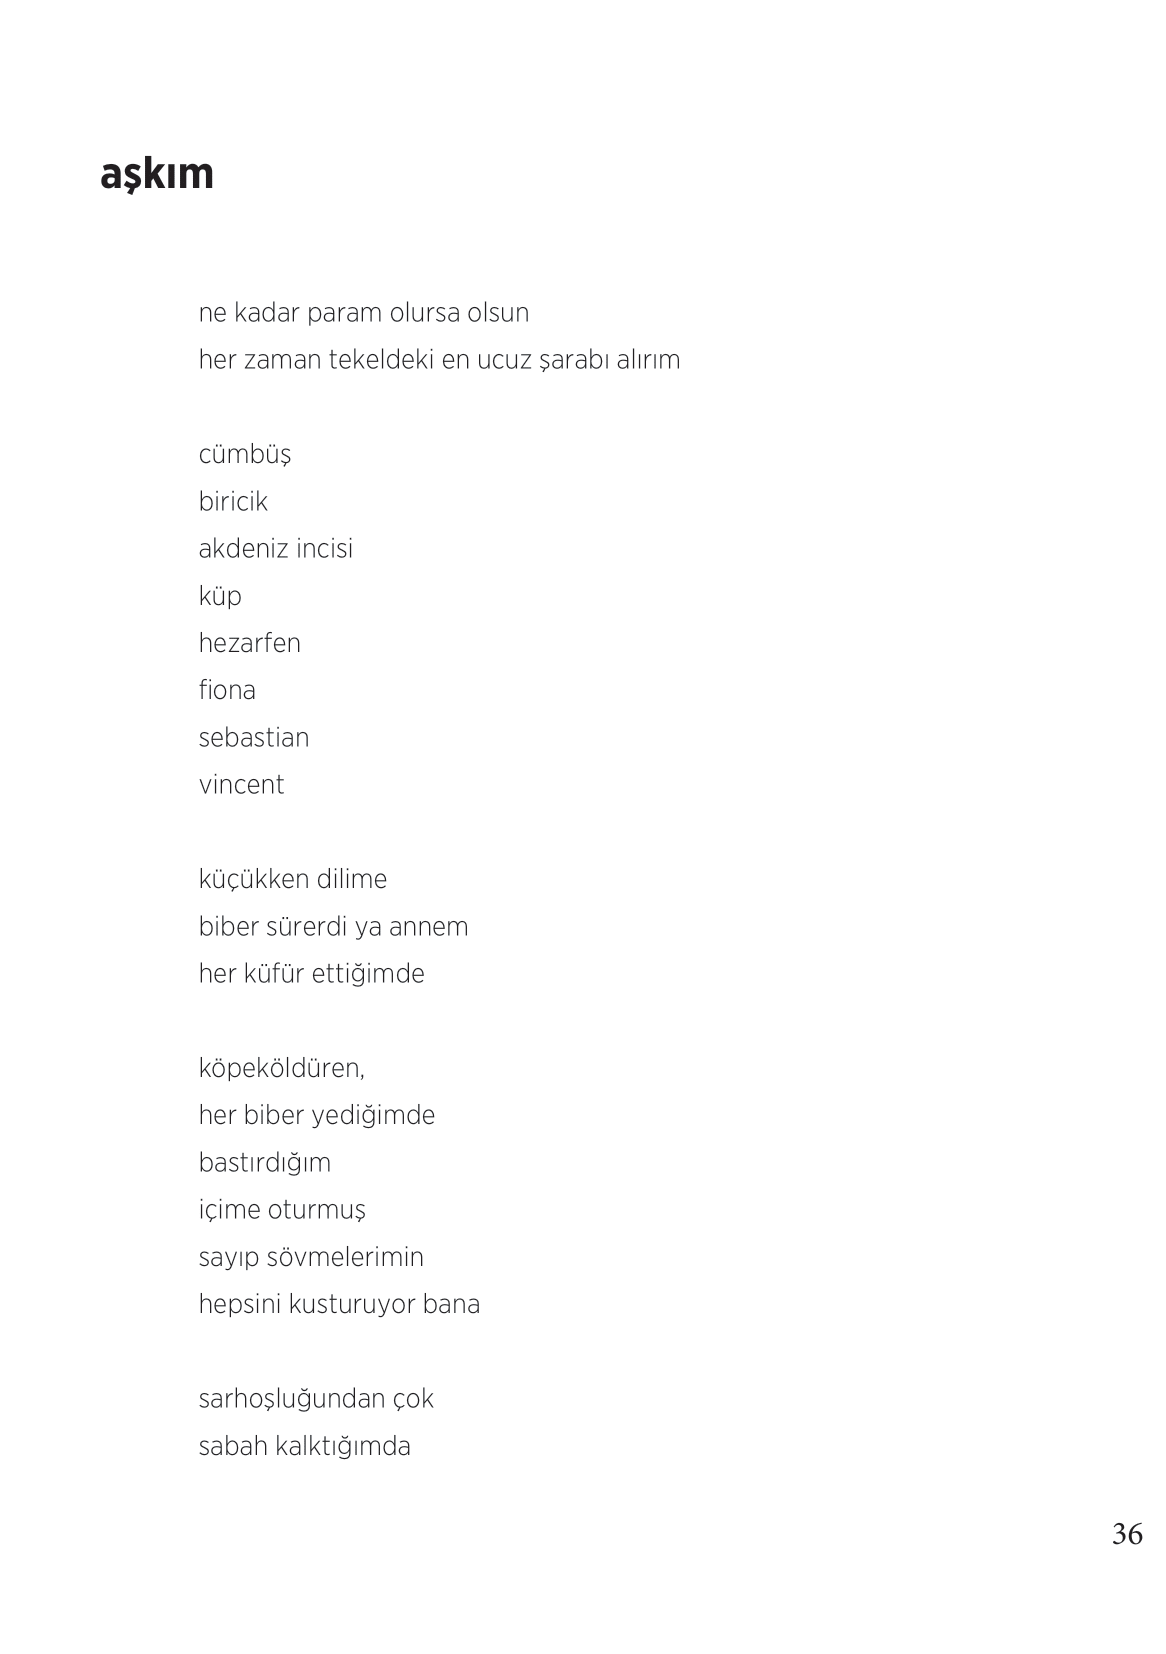 aşkım
ne kadar param olursa olsun
her zaman tekeldeki en ucuz şarabı alırım
cümbüş
biricik
akdeniz incisi
küp
hezarfen
fiona
sebastian
vincent
küçükken dilime
biber sürerdi ya annem
her küfür ettiğimde
köpeköldüren,
her biber yediğimde
bastırdığım
içime oturmuş
sayıp sövmelerimin
hepsini kusturuyor bana
sarhoşluğundan çok
sabah kalktığımda
36